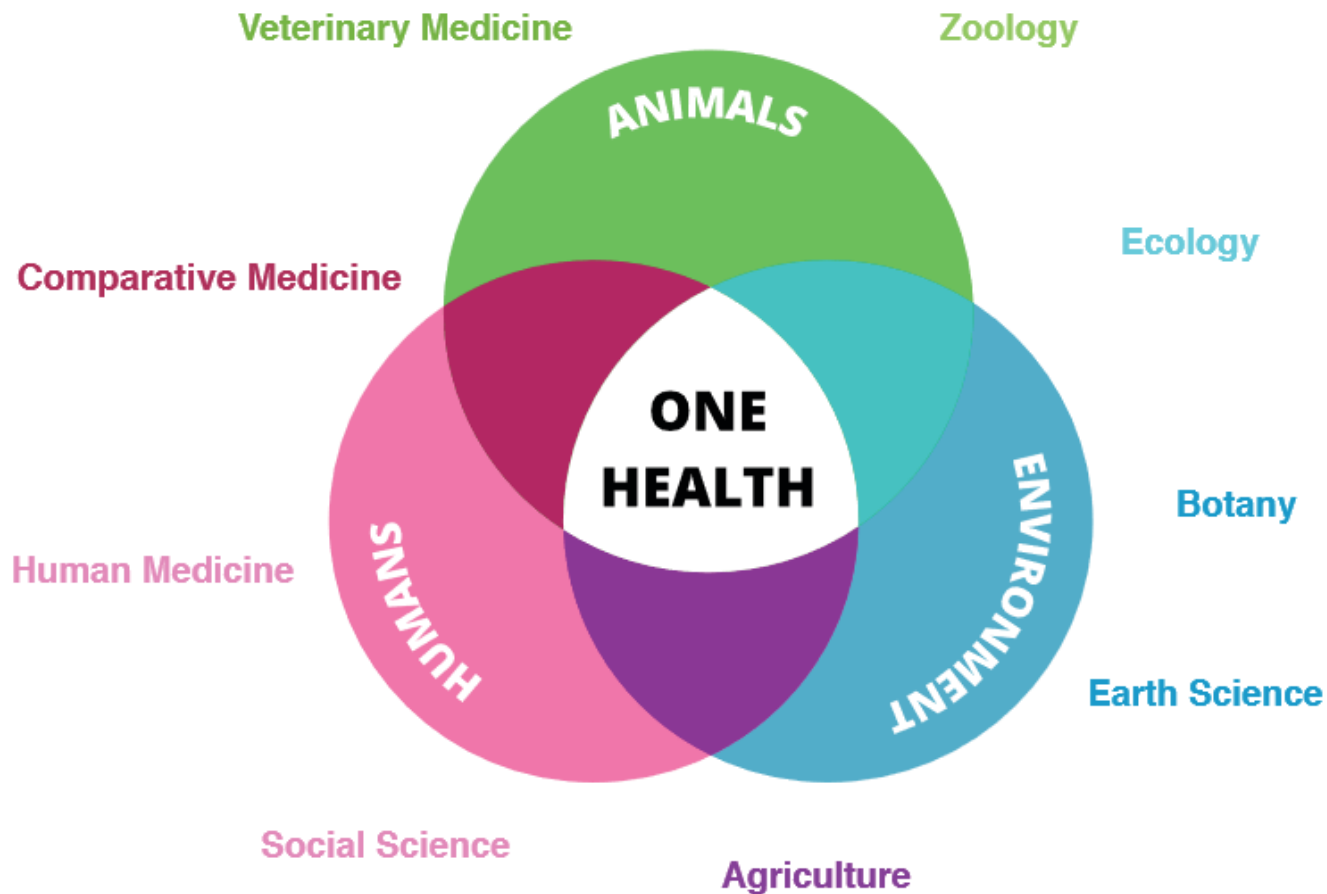 Veterinary Medicine
Zoology
ANIMALS
Ecology
Comparative Medicine
ONE
HEALTH
Botany
ENVIRONMENT
Human Medicine
HUMANS
Earth Science
Social Science
Agriculture